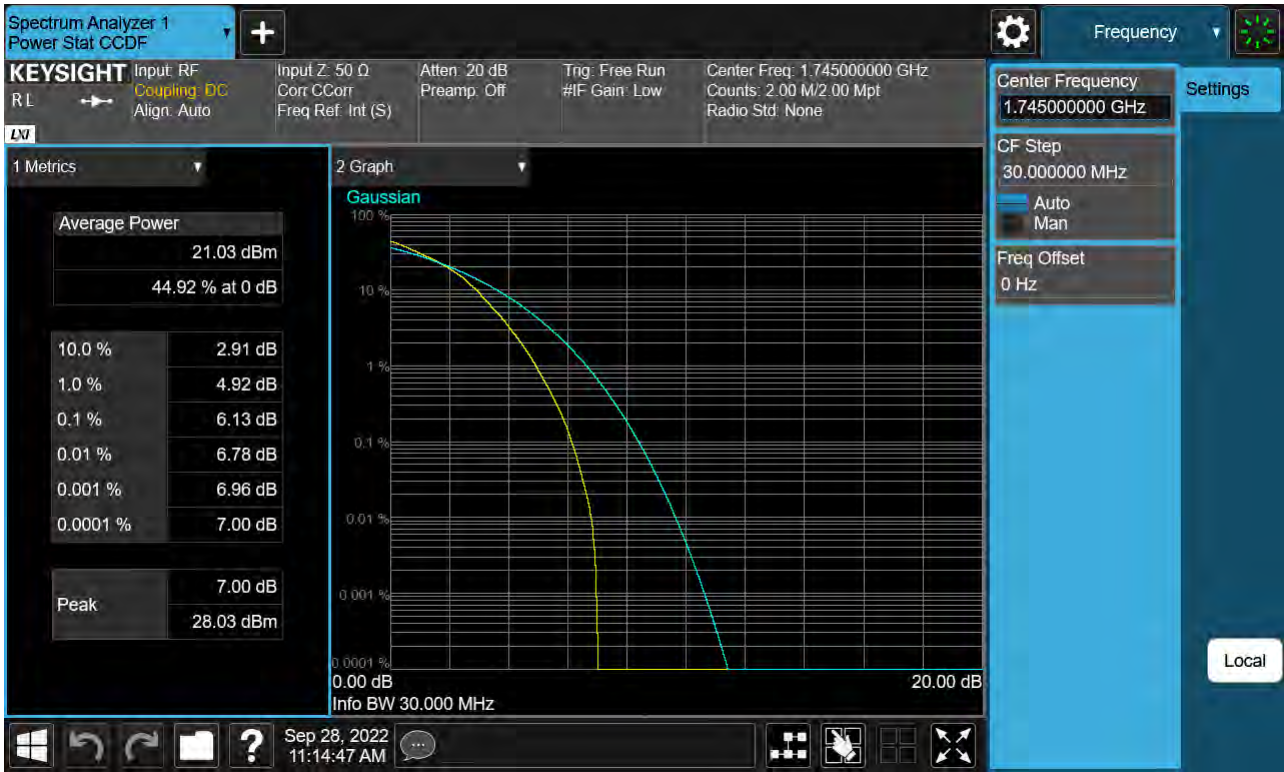 Spectrum Analyzer 1
Power Stat CCDF
+
Frequency
KEYSIGHT
R L
LXI
Input: RF
Coupling: DC
Align: Auto
Input Z: 50 Ω
Corr CCorr
Freq Ref: Int (S)
Atten: 20 dB
Preamp: Off
Trig: Free Run
#IF Gain: Low
Center Freq: 1.745000000 GHz
Counts: 2.00 M/2.00 Mpt
Radio Std: None
Center Frequency
1.745000000 GHz
Settings
CF Step
30.000000 MHz
Auto
Man
Freq Offset
0 Hz
1 Metrics
Average Power
21.03 dBm
44.92 % at 0 dB
10.0 % 2.91 dB
1.0 % 4.92 dB
0.1 % 6.13 dB
0.01 % 6.78 dB
0.001 % 6.96 dB
0.0001 % 7.00 dB
Peak
7.00 dB
28.03 dBm
2 Graph
Gaussian
100 %
10 %
1 %
0.1 %
0.01 %
0.001 %
0.0001 %
0.00 dB 20.00 dB
Info BW 30.000 MHz
Local
?
Sep 28, 2022
11:14:47 AM